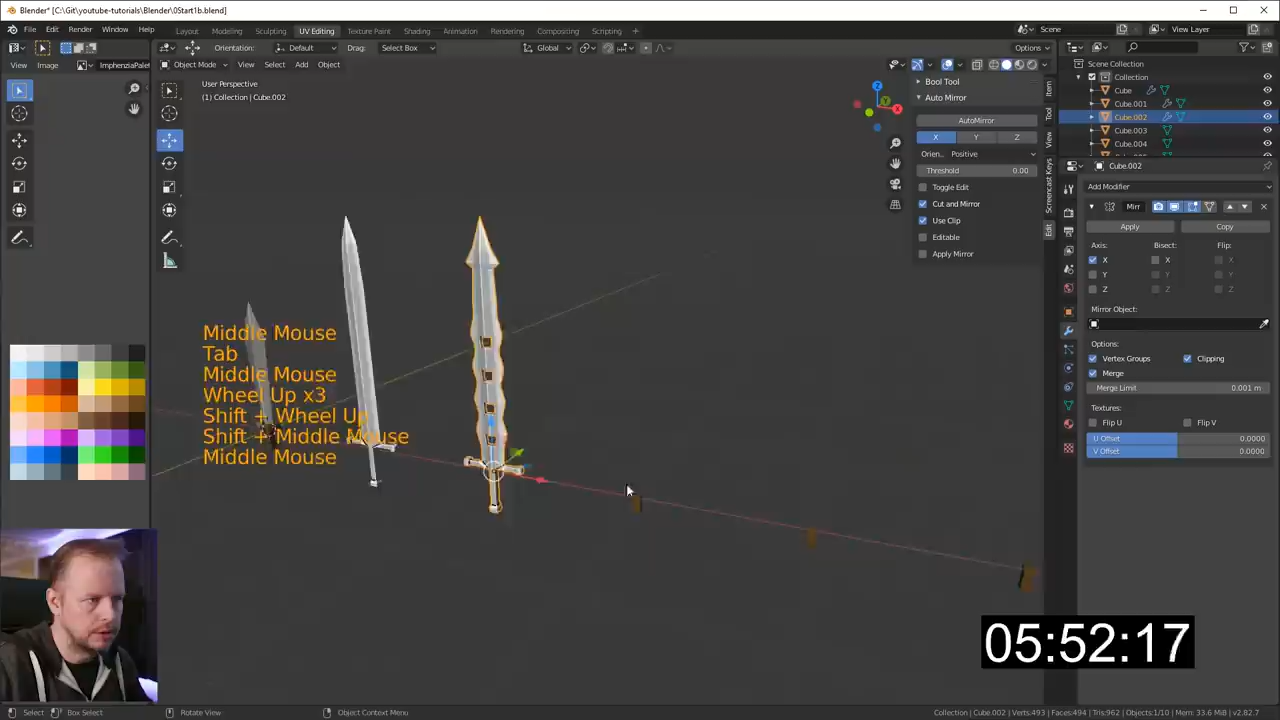 Blender* [C:\Git\youtube-tutorials\Blender\0Start1b.blend]
File Edit Render Window Help
Layout Modeling Sculpting UV Editing Texture Paint Shading Animation Rendering Compositing Scripting
Scene View Layer
Orientation: Default Drag: Select Box Global Options
View Image ImphenziaPalet
Object Mode View Select Add Object
User Perspective
(1) Collection | Cube.002
Scene Collection
Collection
Cube
Cube.001
Cube.002
Cube.003
Cube.004
Bool Tool
Auto Mirror
AutoMirror
X Y Z
Orien.. Positive
Threshold 0.00
Toggle Edit
Cut and Mirror
Use Clip
Editable
Apply Mirror
Item
Tool
View
Screencast Keys
Edit
Cube.002
Add Modifier
Mirr
Apply Copy
Axis: Bisect: Flip:
X X X
Y Y Y
Z Z Z
Mirror Object:
Options:
Vertex Groups Clipping
Merge
Merge Limit 0.001 m
Textures:
Flip U Flip V
U Offset 0.0000
V Offset 0.0000
Middle Mouse
Tab
Middle Mouse
Wheel Up x3
Shift + Wheel Up
Shift + Middle Mouse
Middle Mouse
05:52:17
Select Box Select Rotate View Object Context Menu
Collection | Cube.002 | Verts:493 | Faces:494 | Tris:962 | Objects:1/10 | Mem: 33.6 MiB | v2.82.7